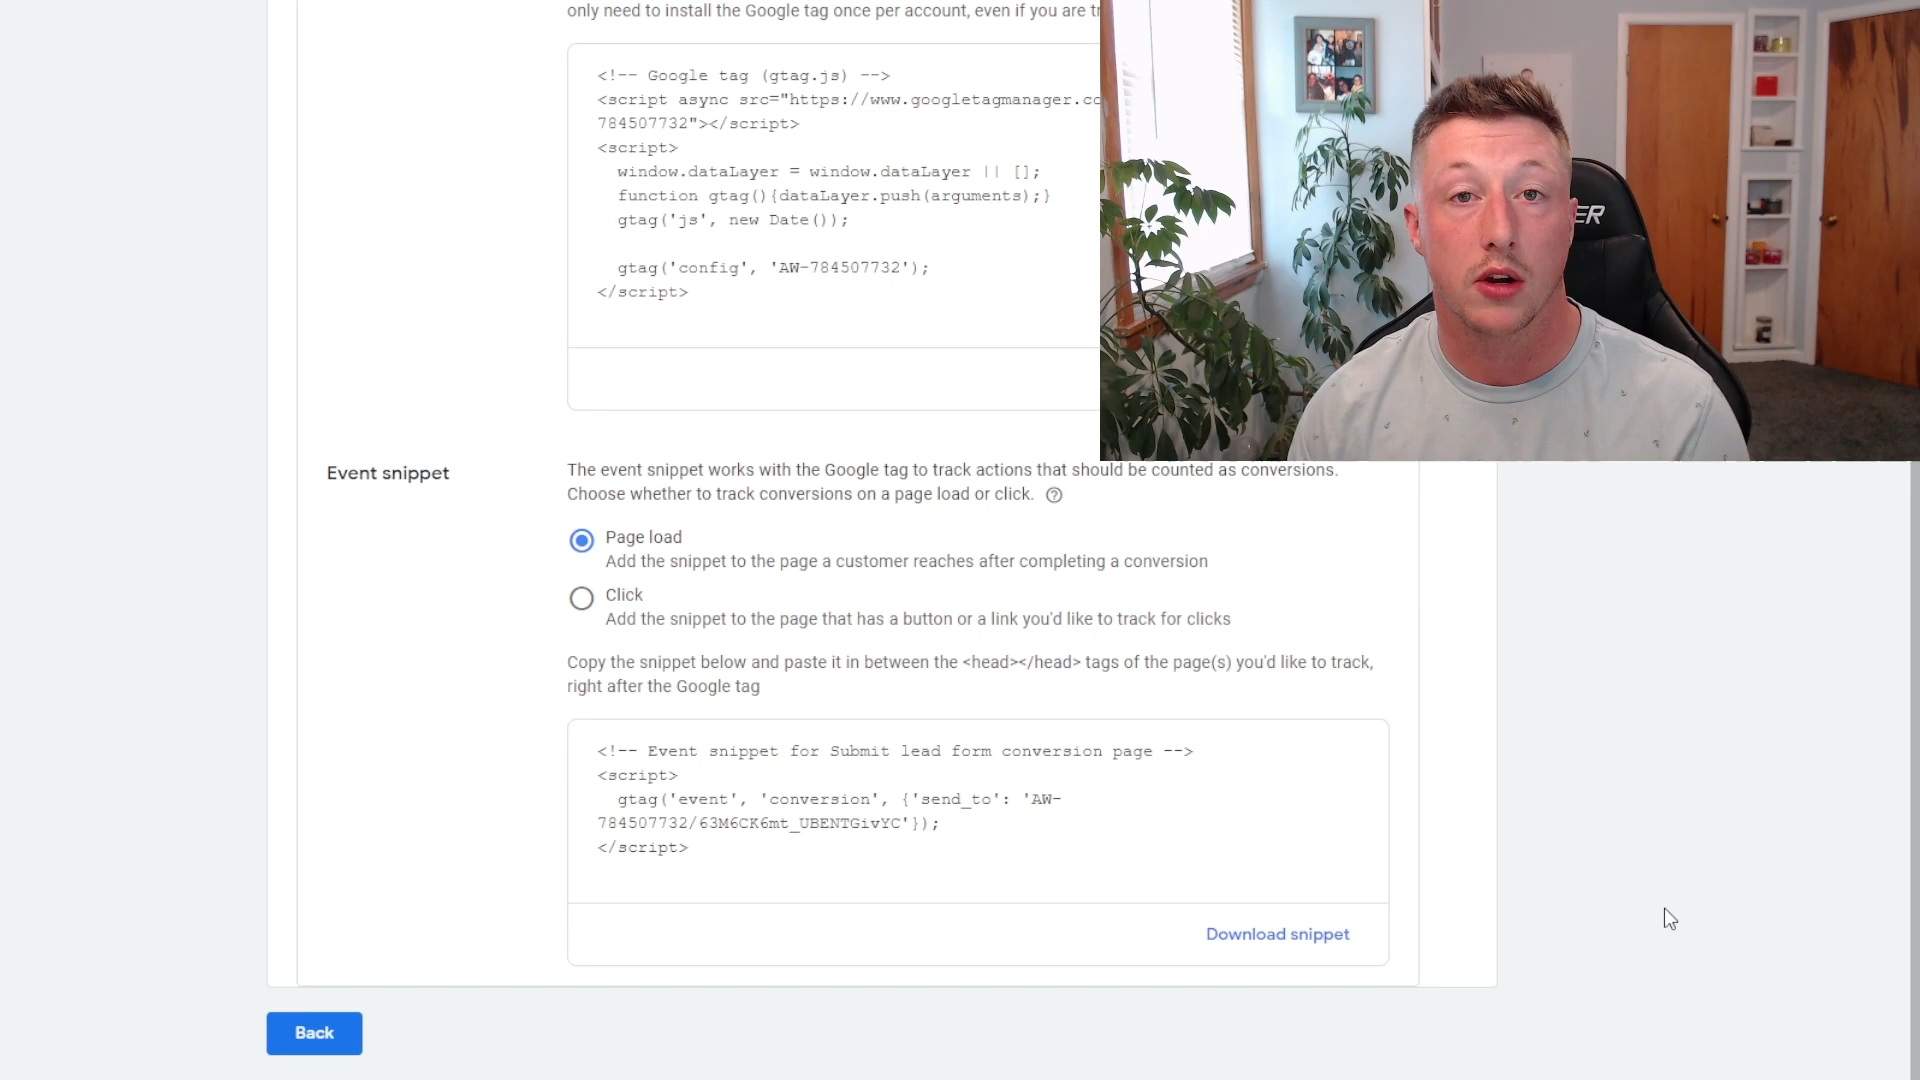 only need to install the Google tag once per account, even if you are
<!-- Google tag (gtag.js) -->
<script async src="https://www.googletagmanager.co
784507732"></script>
<script>
window.dataLayer = window.dataLayer || [];
function gtag(){dataLayer.push(arguments);}
gtag('js', new Date());
gtag('config', 'AW-784507732');
</script>
ER
Event snippet
The event snippet works with the Google tag to track actions that should be counted as conversions.
Choose whether to track conversions on a page load or click.
Page load
Add the snippet to the page a customer reaches after completing a conversion
Click
Add the snippet to the page that has a button or a link you'd like to track for clicks
Copy the snippet below and paste it in between the <head></head> tags of the page(s) you'd like to track,
right after the Google tag
<!-- Event snippet for Submit lead form conversion page -->
<script>
gtag('event', 'conversion', {'send_to': 'AW-
784507732/63M6CK6mt_UBENTGivYC'});
</script>
Download snippet
Back